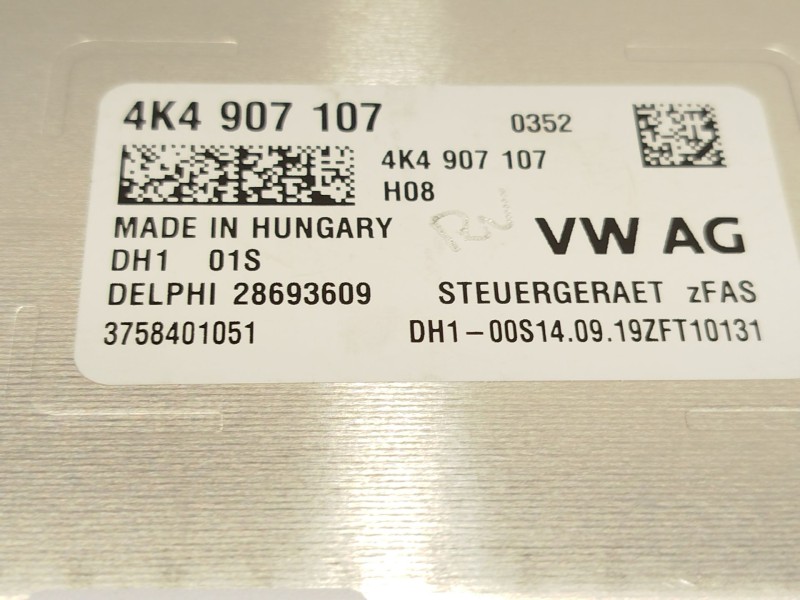 4K4 907 107
0352
4K4 907 107
H08
MADE IN HUNGARY
VW AG
DH1 01S
DELPHI 28693609
STEUERGERAET zFAS
3758401051
DH1-00S14.09.19ZFT10131